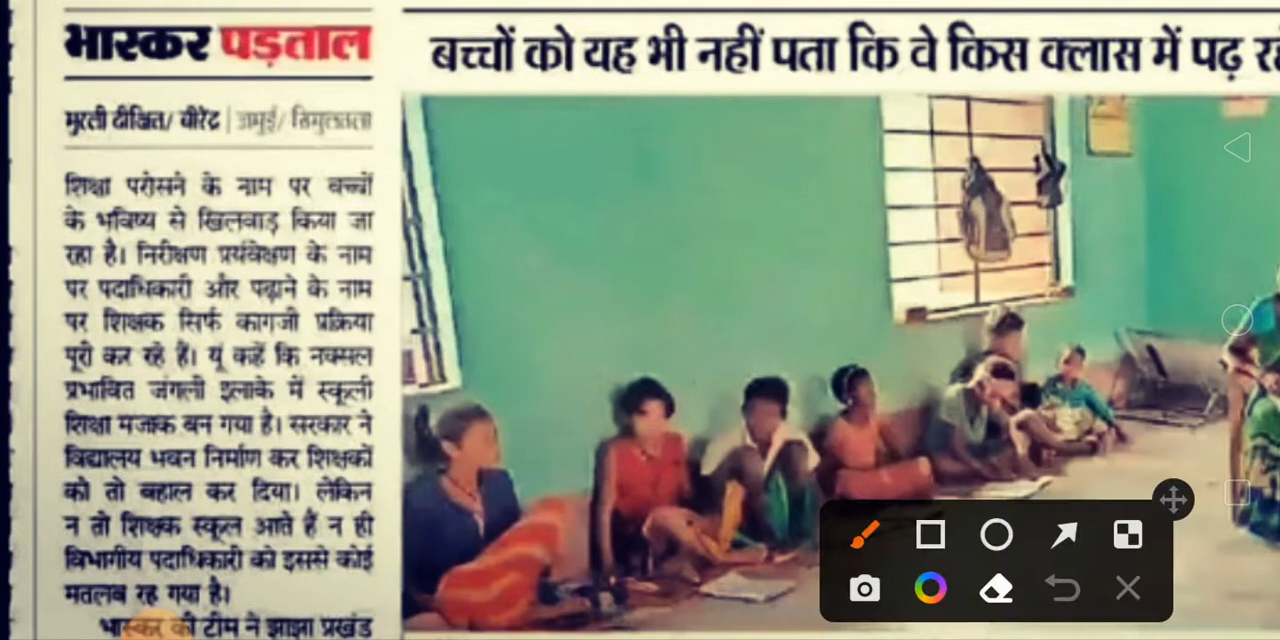 भास्कर पड़ताल
बच्चों को यह भी नहीं पता कि वे किस क्लास में पढ़
मुरली दीक्षित/ वीरेंद्र | जमुई/ सिमुलतला
शिक्षा परोसने के नाम पर बच्चों
के भविष्य से खिलवाड़ किया जा
रहा है। निरीक्षण पर्यवेक्षण के नाम
पर पदाधिकारी और पढ़ाने के नाम
पर शिक्षक सिर्फ कागजी प्रक्रिया
पूरी कर रहे हैं। यूं कहें कि नक्सल
प्रभावित जंगली इलाके में स्कूली
शिक्षा मजाक बन गया है। सरकार ने
विद्यालय भवन निर्माण कर शिक्षकों
को तो बहाल कर दिया। लेकिन
न तो शिक्षक स्कूल आते हैं न ही
विभागीय पदाधिकारी को इससे कोई
मतलब रह गया है।
भास्कर की टीम ने झाझा प्रखंड